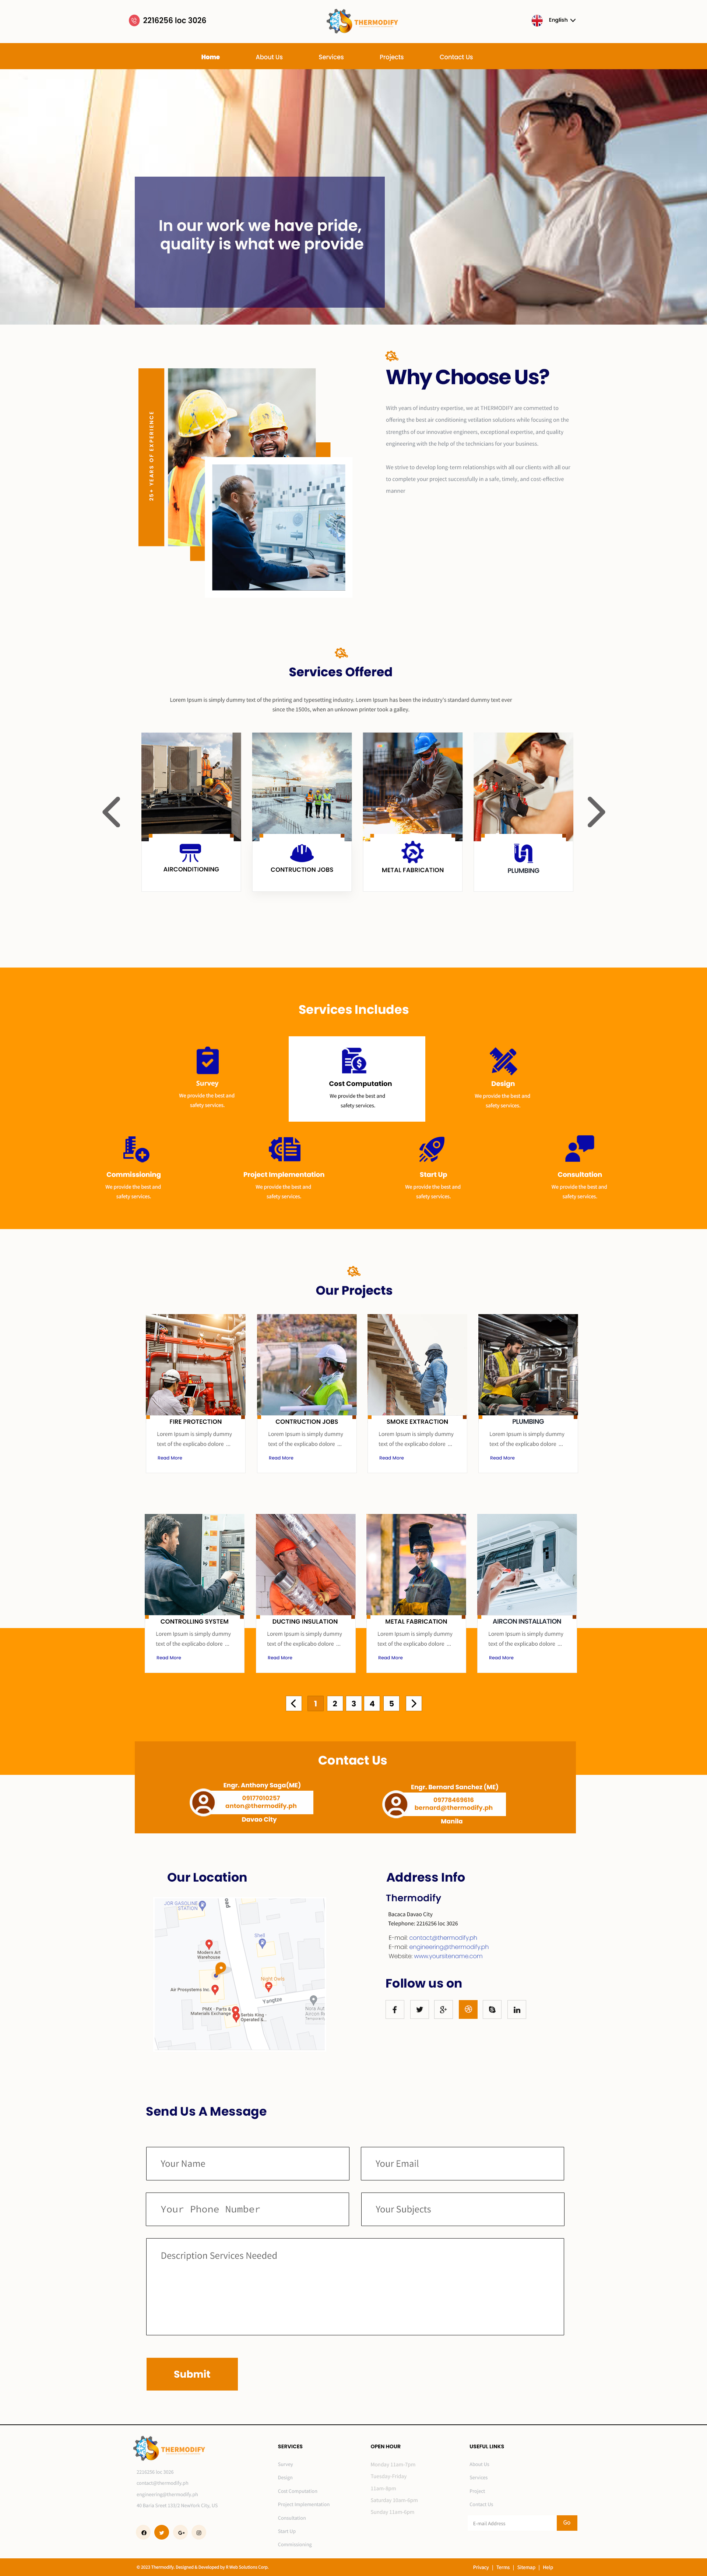 2216256 loc 3026
THERMODIFY
English
Home
About Us
Services
Projects
Contact Us
In our work we have pride,
quality is what we provide
25+ YEARS OF EXPERIENCE
Why Choose Us?
With years of industry expertise, we at THERMODIFY are committed to
offering the best air conditioning vetilation solutions while focusing on the
strengths of our innovative engineers, exceptional expertise, and quality
engineering with the help of the technicians for your business.
We strive to develop long-term relationships with all our clients with all our
to complete your project successfully in a safe, timely, and cost-effective
manner
Services Offered
Lorem Ipsum is simply dummy text of the printing and typesetting industry. Lorem Ipsum has been the industry's standard dummy text ever
since the 1500s, when an unknown printer took a galley.
AIRCONDITIONING
CONTRUCTION JOBS
METAL FABRICATION
PLUMBING
Services Includes
Survey
We provide the best and
safety services.
Cost Computation
We provide the best and
safety services.
Design
We provide the best and
safety services.
Commissioning
We provide the best and
safety services.
Project Implementation
We provide the best and
safety services.
Start Up
We provide the best and
safety services.
Consultation
We provide the best and
safety services.
Our Projects
FIRE PROTECTION
Lorem Ipsum is simply dummy
text of the explicabo dolore ...
Read More
CONTRUCTION JOBS
Lorem Ipsum is simply dummy
text of the explicabo dolore ...
Read More
SMOKE EXTRACTION
Lorem Ipsum is simply dummy
text of the explicabo dolore ...
Read More
PLUMBING
Lorem Ipsum is simply dummy
text of the explicabo dolore ...
Read More
CONTROLLING SYSTEM
Lorem Ipsum is simply dummy
text of the explicabo dolore ...
Read More
DUCTING INSULATION
Lorem Ipsum is simply dummy
text of the explicabo dolore ...
Read More
METAL FABRICATION
Lorem Ipsum is simply dummy
text of the explicabo dolore ...
Read More
AIRCON INSTALLATION
Lorem Ipsum is simply dummy
text of the explicabo dolore ...
Read More
1 2 3 4 5
Contact Us
Engr. Anthony Saga(ME)
09177010257
anton@thermodify.ph
Davao City
Engr. Bernard Sanchez (ME)
09778469616
bernard@thermodify.ph
Manila
Our Location
JOR GASOLINE
STATION
Shell
Modern Art
Warehouse
Night Owls
Air Prosystems Inc.
Yangtze
PMX - Parts &
Materials Exchange
Serbis King
Operated &...
Nora Aut
Aircon Re
Address Info
Thermodify
Bacaca Davao City
Telephone: 2216256 loc 3026
E-mail: contact@thermodify.ph
E-mail: engineering@thermodify.ph
Website: www.yoursitename.com
Follow us on
Send Us A Message
Your Name
Your Email
Your Phone Number
Your Subjects
Description Services Needed
Submit
THERMODIFY
2216256 loc 3026
contact@thermodify.ph
engineering@thermodify.ph
SERVICES
Survey
Design
Cost Computation
Project Implementation
Consultation
Start Up
Commissioning
OPEN HOUR
Monday 11am-7pm
Tuesday-Friday
11am-8pm
Saturday 10am-6pm
Sunday 11am-6pm
USEFUL LINKS
About Us
Services
Project
Contact Us
E-mail Address
Go
© 2023 Thermodify. Designed & Developed by R Web Solutions Corp.
Privacy | Terms | Sitemap | Help